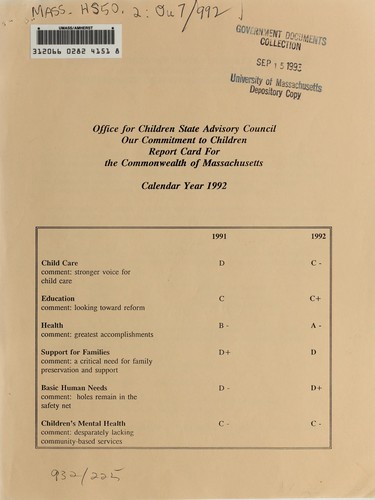 MASS. HS50. 2: Ou7/992
UMASS/AMHERST
312066 0282 4151 8
GOVERNMENT DOCUMENTS
COLLECTION
SEP 15 1993
University of Massachusetts
Depository Copy
Office for Children State Advisory Council
Our Commitment to Children
Report Card For
the Commonwealth of Massachusetts
Calendar Year 1992
1991 1992
Child Care D C -
comment: stronger voice for
child care
Education C C+
comment: looking toward reform
Health B - A -
comment: greatest accomplishments
Support for Families D+ D
comment: a critical need for family
preservation and support
Basic Human Needs D - D+
comment: holes remain in the
safety net
Children's Mental Health C - C -
comment: desparately lacking
community-based services
932/225